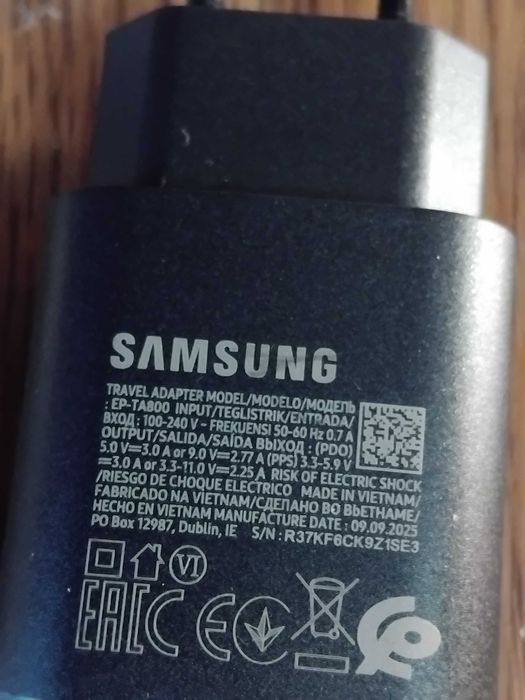 SAMSUNG
TRAVEL ADAPTER MODEL/MODELO/МОДЕЛЬ
: EP-TA800 INPUT/TEGLISTRIK/ENTRADA/
ВХОД : 100-240 V ~ FREKUENSI 50-60 Hz 0.7 A
OUTPUT/SALIDA/SAÍDA ВЫХОД : (PDO)
5.0 V⎓3.0 A or 9.0 V⎓2.77 A (PPS) 3.3-5.9 V
⎓3.0 A or 3.3-11.0 V⎓2.25 A RISK OF ELECTRIC SHOCK
/RIESGO DE CHOQUE ELECTRICO MADE IN VIETNAM/
FABRICADO NA VIETNAM/СДЕЛАНО ВО ВЬЕТНАМЕ/
HECHO EN VIETNAM MANUFACTURE DATE : 09.09.2025
PO Box 12987, Dublin, IE S/N : R37KF6CK9Z1SE3
VI
EAC CE